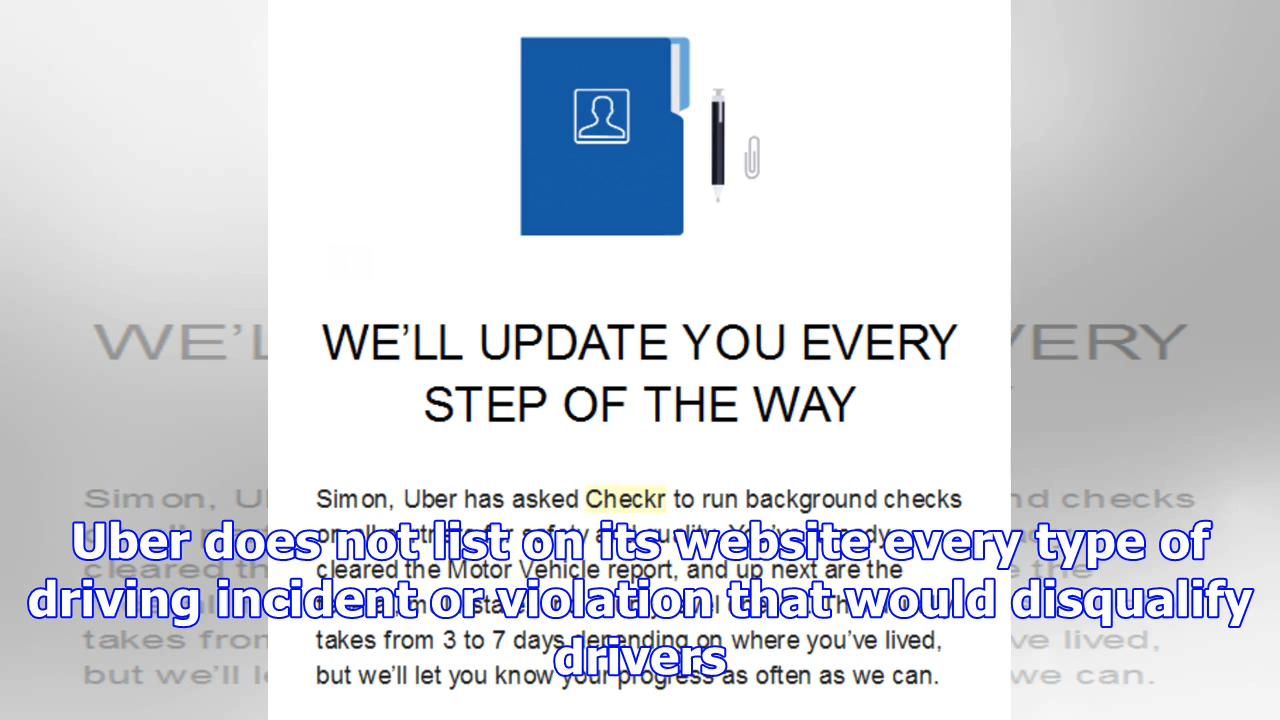 WE'LL UPDATE YOU EVERY
STEP OF THE WAY
Simon, Uber has asked Checkr to run background checks
cleared the Motor Vehicle report, and up next are the
takes from 3 to 7 days depending on where you've lived,
but we'll let you know your progress as often as we can.
Uber does not list on its website every type of
driving incident or violation that would disqualify
drivers